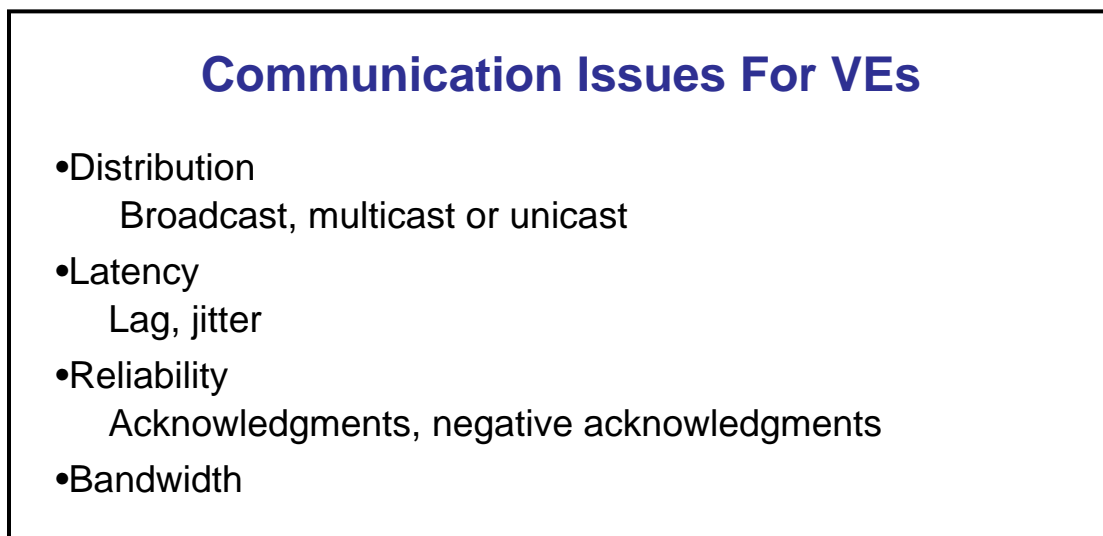 Communication Issues For VEs
•Distribution
Broadcast, multicast or unicast
•Latency
Lag, jitter
•Reliability
Acknowledgments, negative acknowledgments
•Bandwidth